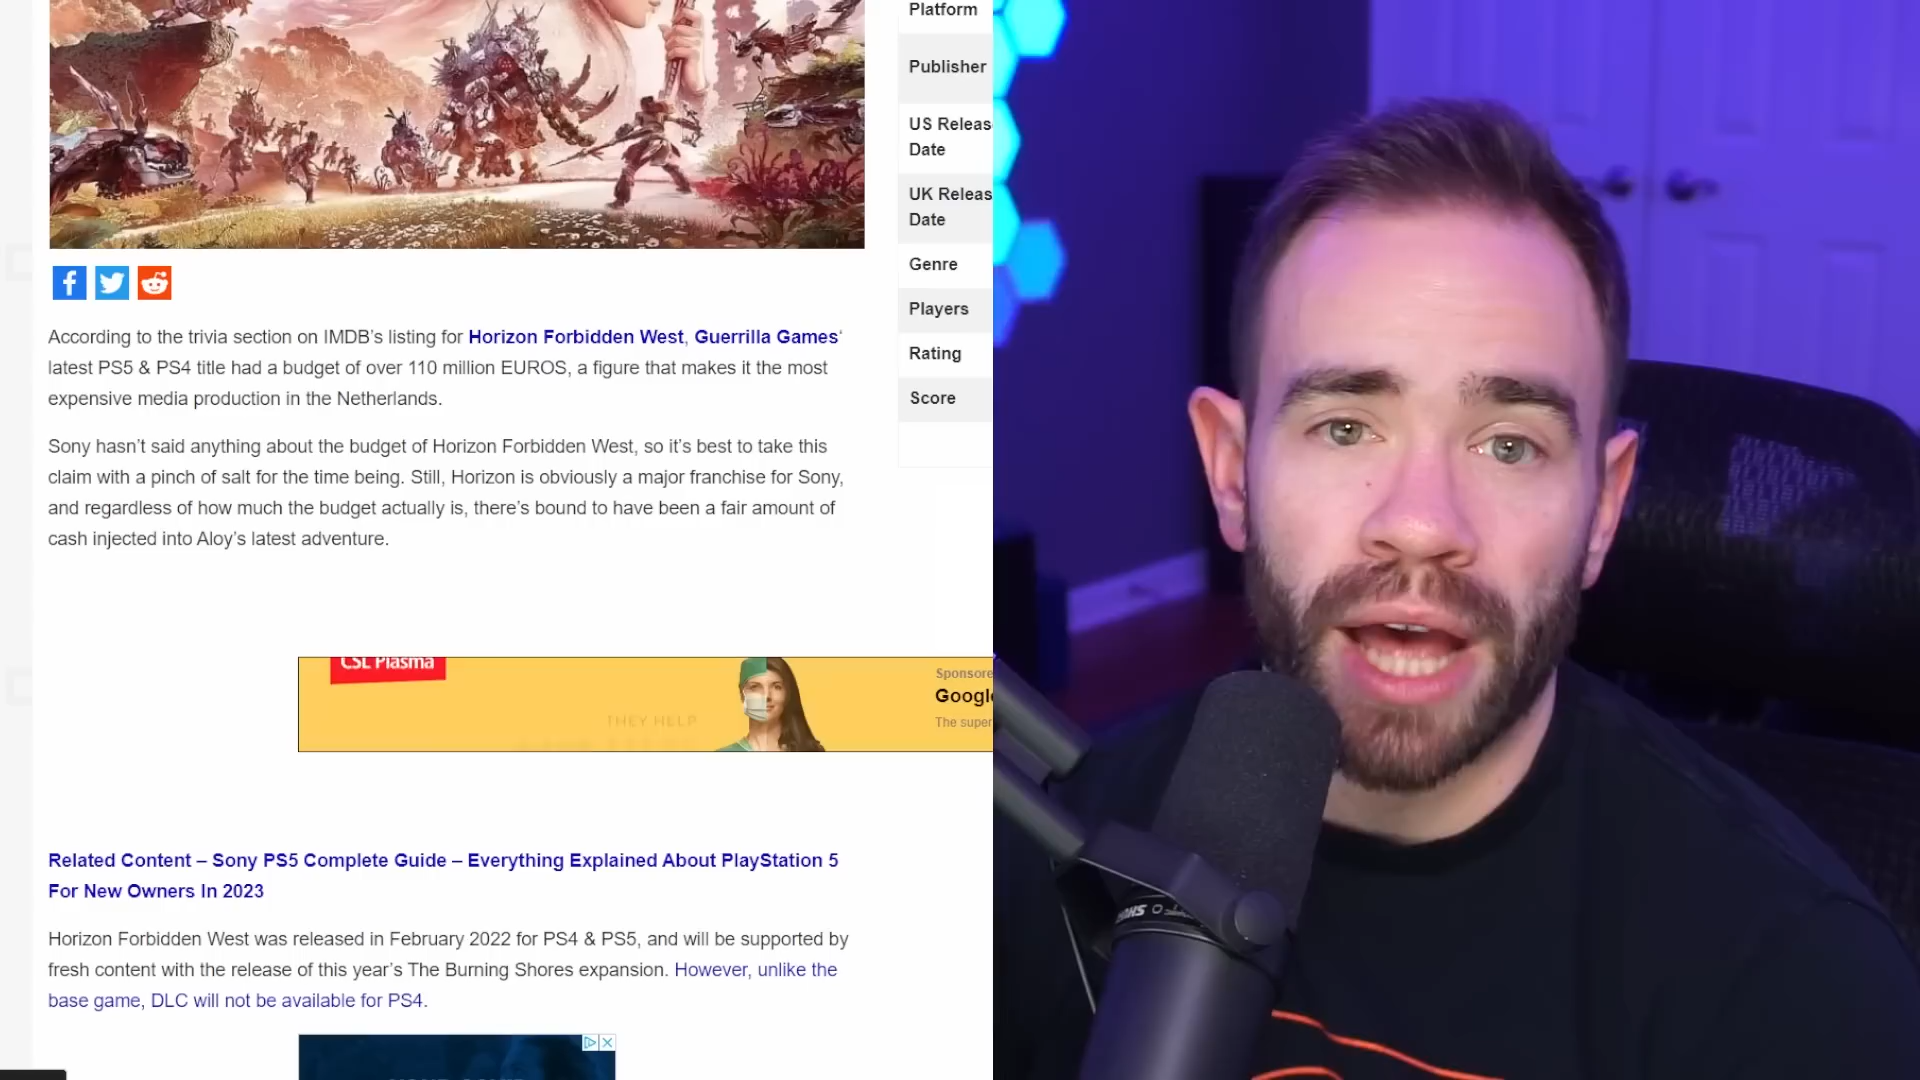 Platform
Publisher
US Releas
Date
UK Releas
Date
Genre
Players
Rating
Score
According to the trivia section on IMDB’s listing for Horizon Forbidden West, Guerrilla Games‘
latest PS5 & PS4 title had a budget of over 110 million EUROS, a figure that makes it the most
expensive media production in the Netherlands.
Sony hasn’t said anything about the budget of Horizon Forbidden West, so it’s best to take this
claim with a pinch of salt for the time being. Still, Horizon is obviously a major franchise for Sony,
and regardless of how much the budget actually is, there’s bound to have been a fair amount of
cash injected into Aloy’s latest adventure.
CSL Plasma
THEY HELP
Sponsore
Google
The super
Related Content – Sony PS5 Complete Guide – Everything Explained About PlayStation 5
For New Owners In 2023
Horizon Forbidden West was released in February 2022 for PS4 & PS5, and will be supported by
fresh content with the release of this year’s The Burning Shores expansion. However, unlike the
base game, DLC will not be available for PS4.